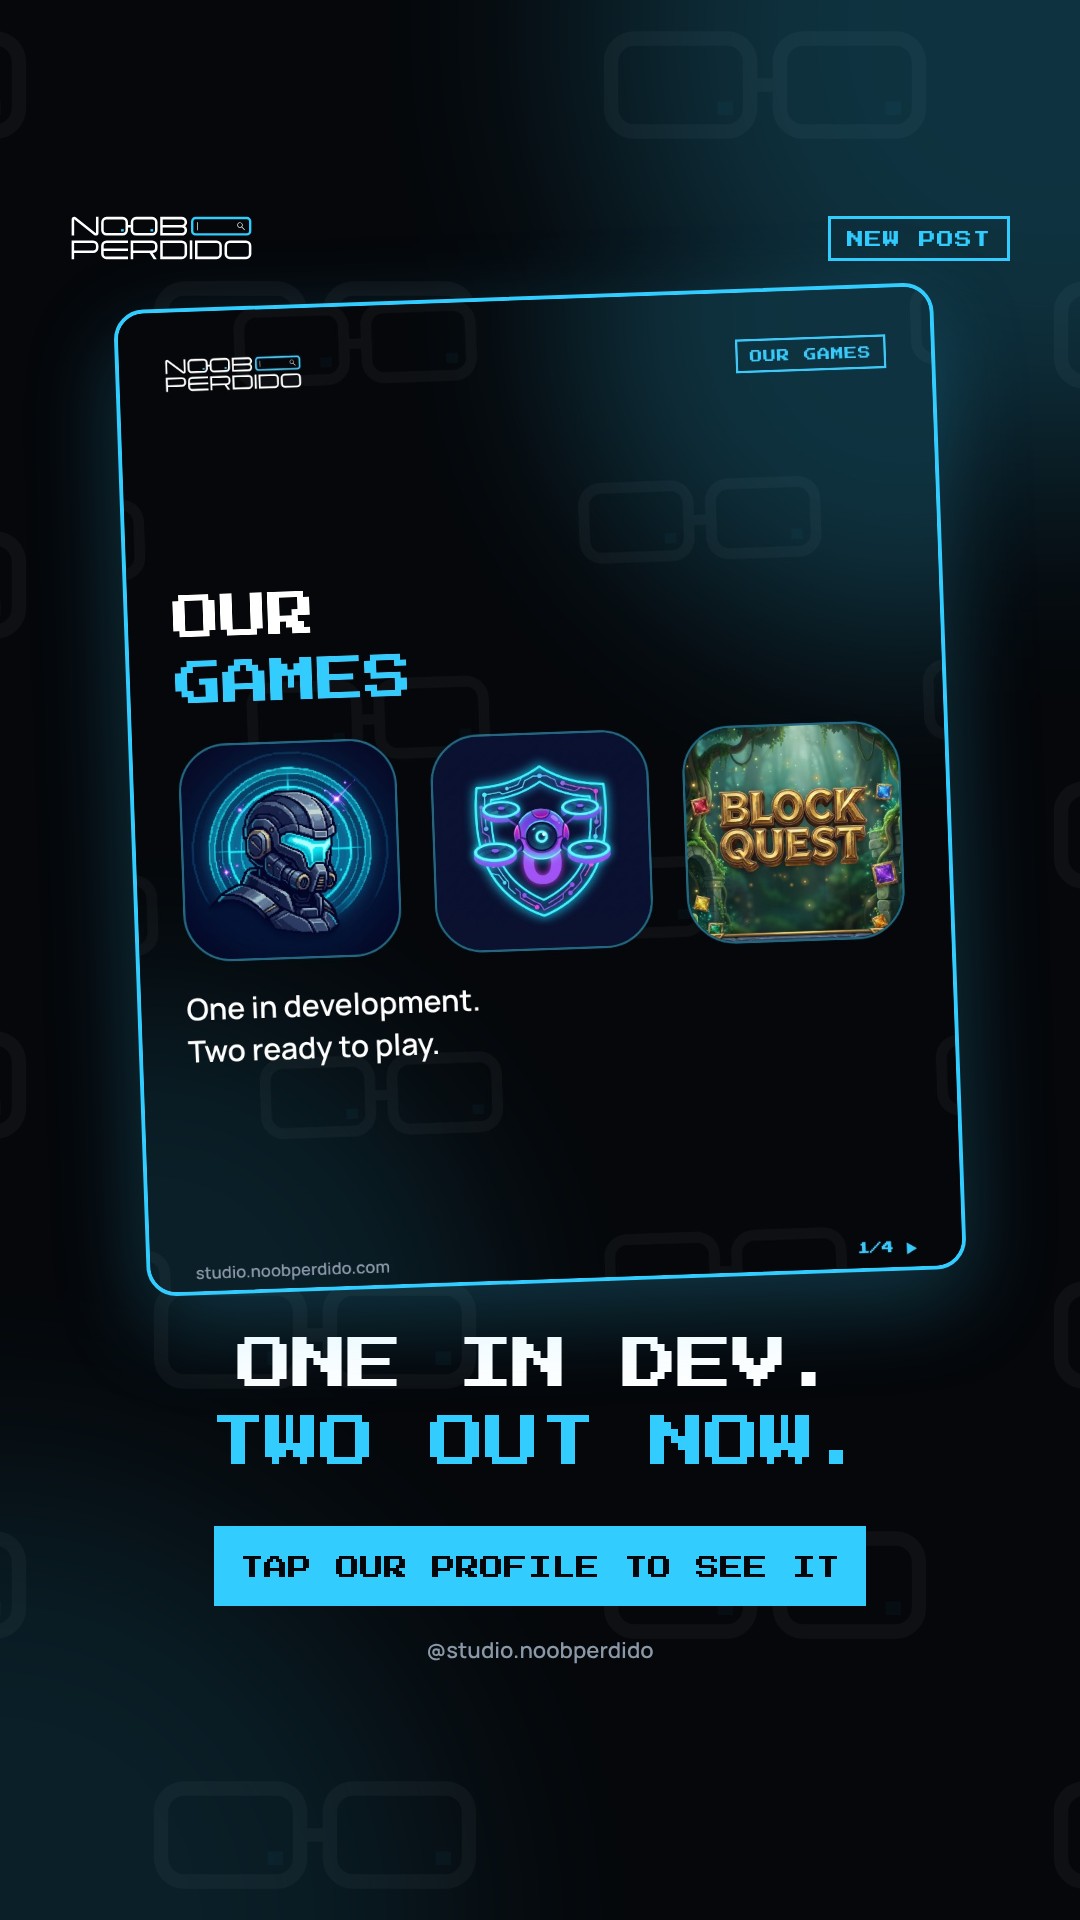 NOOB
PERDIDO
NEW POST
NOOB
PERDIDO
OUR GAMES
OUR
GAMES
BLOCK
QUEST
One in development.
Two ready to play.
studio.noobperdido.com
1/4
ONE IN DEV.
TWO OUT NOW.
TAP OUR PROFILE TO SEE IT
@studio.noobperdido